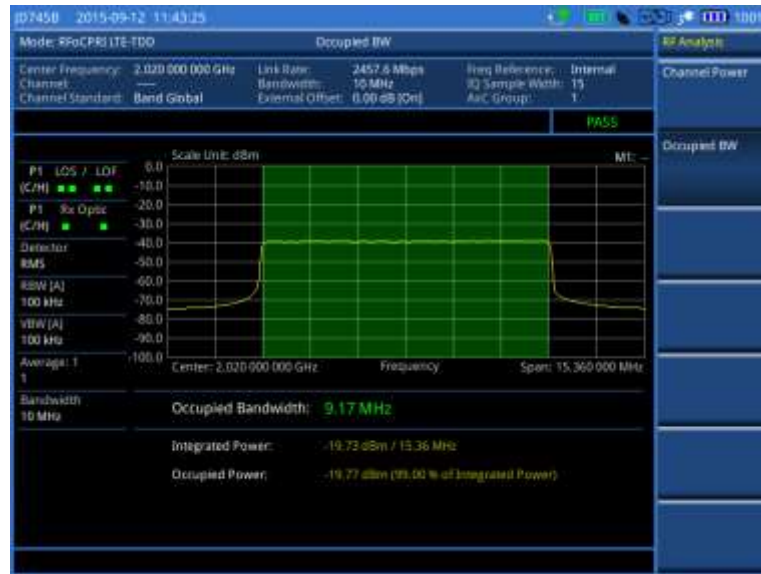 JD745B 2015-09-12 11:43:25
100%
Mode: RFoCPRI LTE-TDD Occupied BW
RF Analysis
Center Frequency: 2.020 000 000 GHz Link Rate: 2457.6 Mbps Freq Reference: Internal
Channel: ---- Bandwidth: 10 MHz IQ Sample Width: 15
Channel Standard: Band Global External Offset: 0.00 dB [On] AxC Group: 1
Channel Power
PASS
Occupied BW
Scale Unit: dBm M1: --
P1 LOS / LOF
(C/H)
P1 Rx Optic
(C/H)
Detector
RMS
RBW [A]
100 kHz
VBW [A]
100 kHz
Average: 1
1
Bandwidth
10 MHz
0.0
-10.0
-20.0
-30.0
-40.0
-50.0
-60.0
-70.0
-80.0
-90.0
-100.0
Center: 2.020 000 000 GHz Frequency Span: 15.360 000 MHz
Occupied Bandwidth: 9.17 MHz
Integrated Power: -19.73 dBm / 15.36 MHz
Occupied Power: -19.77 dBm (99.00 % of Integrated Power)